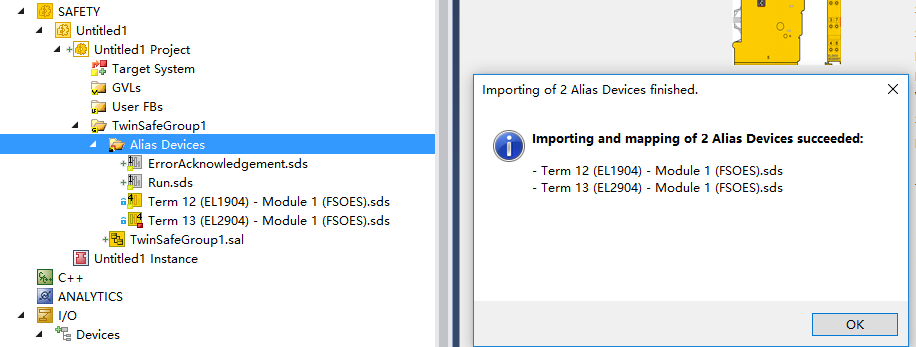 SAFETY
Untitled1
Untitled1 Project
Target System
GVLs
User FBs
TwinSafeGroup1
Alias Devices
ErrorAcknowledgement.sds
Run.sds
Term 12 (EL1904) - Module 1 (FSOES).sds
Term 13 (EL2904) - Module 1 (FSOES).sds
TwinSafeGroup1.sal
Untitled1 Instance
C++
ANALYTICS
I/O
Devices
Importing of 2 Alias Devices finished.
Importing and mapping of 2 Alias Devices succeeded:
- Term 12 (EL1904) - Module 1 (FSOES).sds
- Term 13 (EL2904) - Module 1 (FSOES).sds
OK